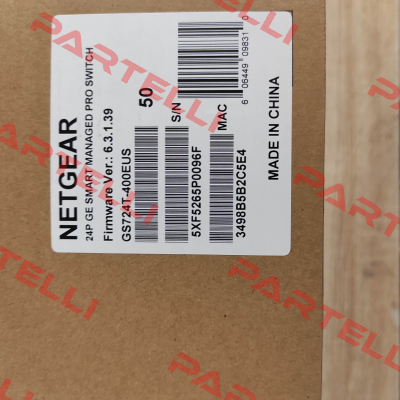 NETGEAR
24P GE SMART MANAGED PRO SWITCH
Firmware Ver.: 6.3.1.39
GS724T-400EUS
50
S/N
5XF5265P0096F
MAC
3498B5B2C5E4
6 06449 09831 0
MADE IN CHINA
PARTELLI
PARTELLI
PARTELLI
PARTELLI